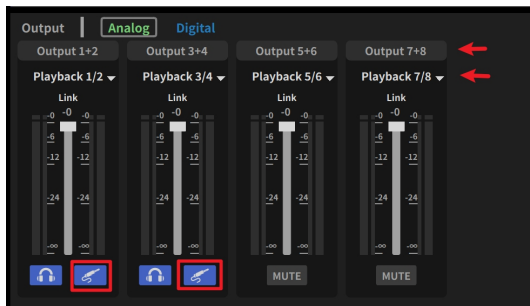 Output Analog Digital
Output 1+2 Output 3+4 Output 5+6 Output 7+8
Playback 1/2 Playback 3/4 Playback 5/6 Playback 7/8
Link Link Link Link
-0 -0 -0 -0 -0 -0 -0 -0 -0 -0 -0 -0
-6 -6 -6 -6 -6 -6 -6 -6
-12 -12 -12 -12 -12 -12 -12 -12
-24 -24 -24 -24 -24 -24 -24 -24
-∞ -∞ -∞ -∞ -∞ -∞ -∞ -∞
MUTE MUTE